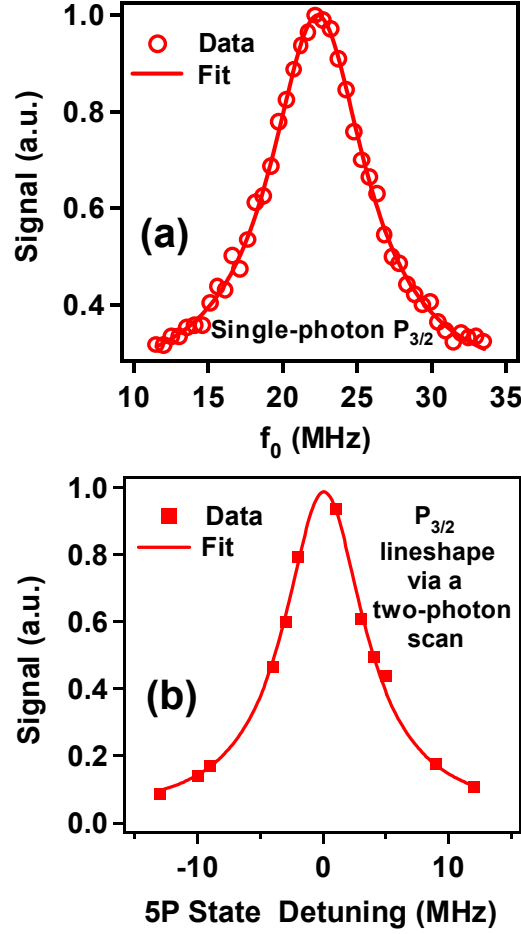 (a)
Data
Fit
Signal (a.u.)
1.0
0.8
0.6
0.4
(a)
Single-photon P3/2
10 15 20 25 30 35
f0 (MHz)
1.0
0.8
0.6
0.4
0.2
0.0
Signal (a.u.)
Data
Fit
P3/2
lineshape
via a
two-photon
scan
(b)
-10 0 10
5P State Detuning (MHz)